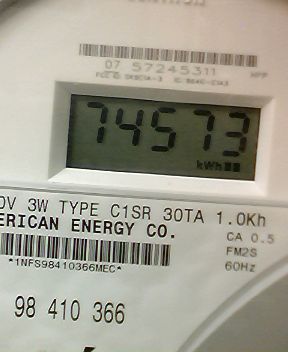 07 57245311
74573
kWh
0V 3W TYPE C1SR 30TA 1.0Kh
ERICAN ENERGY CO.
CA 0.5
FM2S
60Hz
*1NFS98410366MEC*
98 410 366